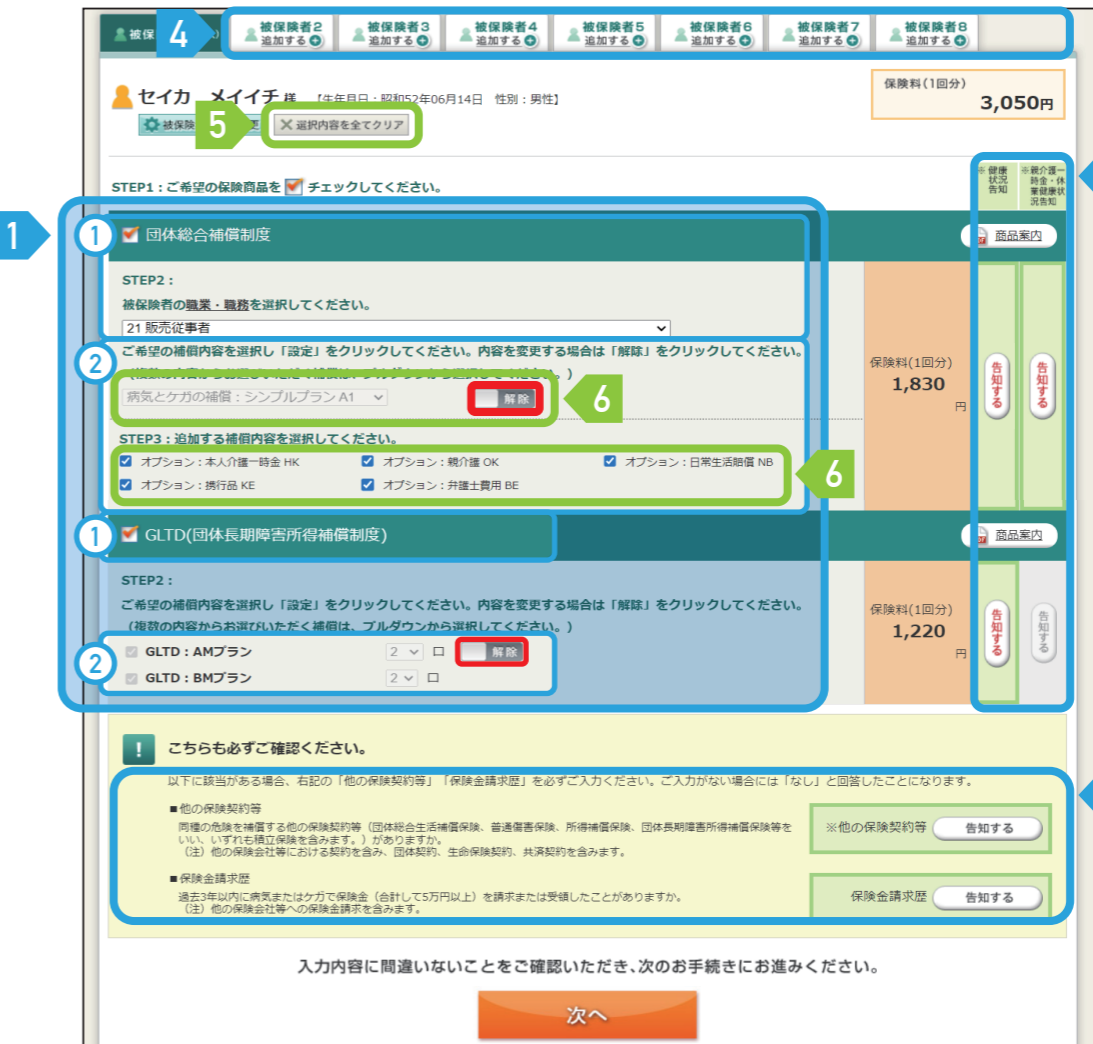 被保
4
被保険者2
追加する
被保険者3
追加する
被保険者4
追加する
被保険者5
追加する
被保険者6
追加する
被保険者7
追加する
被保険者8
追加する
セイカ メイイチ 様 【生年月日:昭和52年06月14日 性別:男性】
保険料(1回分)
3,050円
被保険
5
更
選択内容を全てクリア
STEP1:ご希望の保険商品を チェックしてください。
※健康状況告知
※親介護一時金・休業健康状況告知
1
1
団体総合補償制度
商品案内
STEP2:
被保険者の職業・職務を選択してください。
21 販売従事者
2
ご希望の補償内容を選択し「設定」をクリックしてください。内容を変更する場合は「解除」をクリックしてください。
病気とケガの補償:シンプルプラン A1
解除
6
保険料(1回分)
1,830
円
告知する
告知する
STEP3:追加する補償内容を選択してください。
オプション:本人介護一時金 HK
オプション:親介護 OK
オプション:日常生活賠償 NB
オプション:携行品 KE
オプション:弁護士費用 BE
6
1
GLTD(団体長期障害所得補償制度)
商品案内
STEP2:
ご希望の補償内容を選択し「設定」をクリックしてください。内容を変更する場合は「解除」をクリックしてください。
(複数の内容からお選びいただく補償は、プルダウンから選択してください。)
2
GLTD:AMプラン
2
口
解除
GLTD:BMプラン
2
口
保険料(1回分)
1,220
円
告知する
告知する
!
こちらも必ずご確認ください。
以下に該当がある場合、右記の「他の保険契約等」「保険金請求歴」を必ずご入力ください。ご入力がない場合には「なし」と回答したことになります。
■他の保険契約等
同種の危険を補償する他の保険契約等(団体総合生活補償保険、普通傷害保険、所得補償保険、団体長期障害所得補償保険等を
いい、いずれも積立保険を含みます。)がありますか。
(注)他の保険会社等における契約を含み、団体契約、生命保険契約、共済契約を含みます。
※他の保険契約等
告知する
■保険金請求歴
過去3年以内に病気またはケガで保険金(合計して5万円以上)を請求または受領したことがありますか。
(注)他の保険会社等への保険金請求を含みます。
保険金請求歴
告知する
入力内容に間違いないことをご確認いただき、次のお手続きにお進みください。
次へ